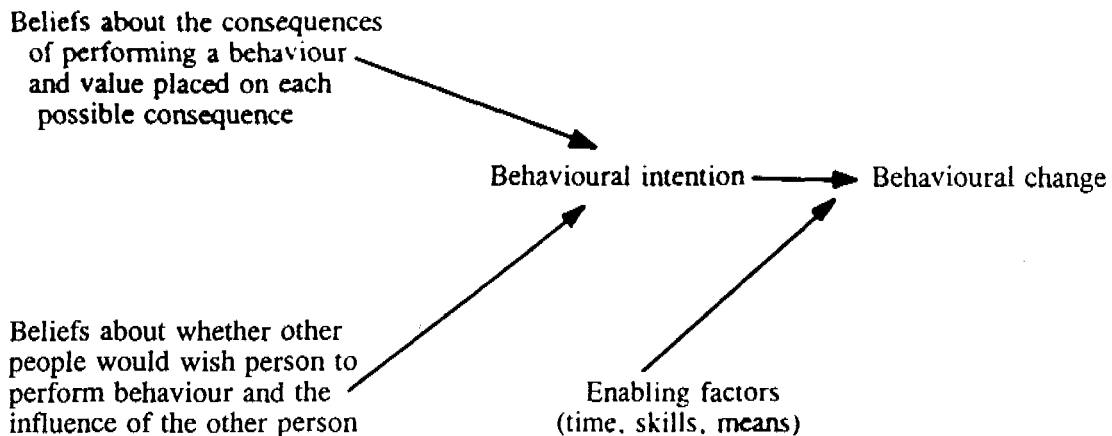 Beliefs about the consequences
of performing a behaviour
and value placed on each
possible consequence
Behavioural intention
Behavioural change
Beliefs about whether other
people would wish person to
perform behaviour and the
influence of the other person
Enabling factors
(time, skills, means)